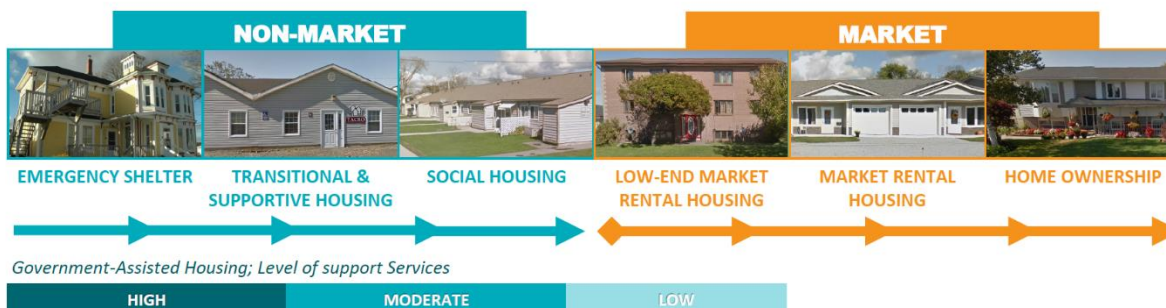 NON-MARKET
MARKET
EMERGENCY SHELTER
TRANSITIONAL &
SUPPORTIVE HOUSING
SOCIAL HOUSING
LOW-END MARKET
RENTAL HOUSING
MARKET RENTAL
HOUSING
HOME OWNERSHIP
Government-Assisted Housing; Level of support Services
HIGH
MODERATE
LOW